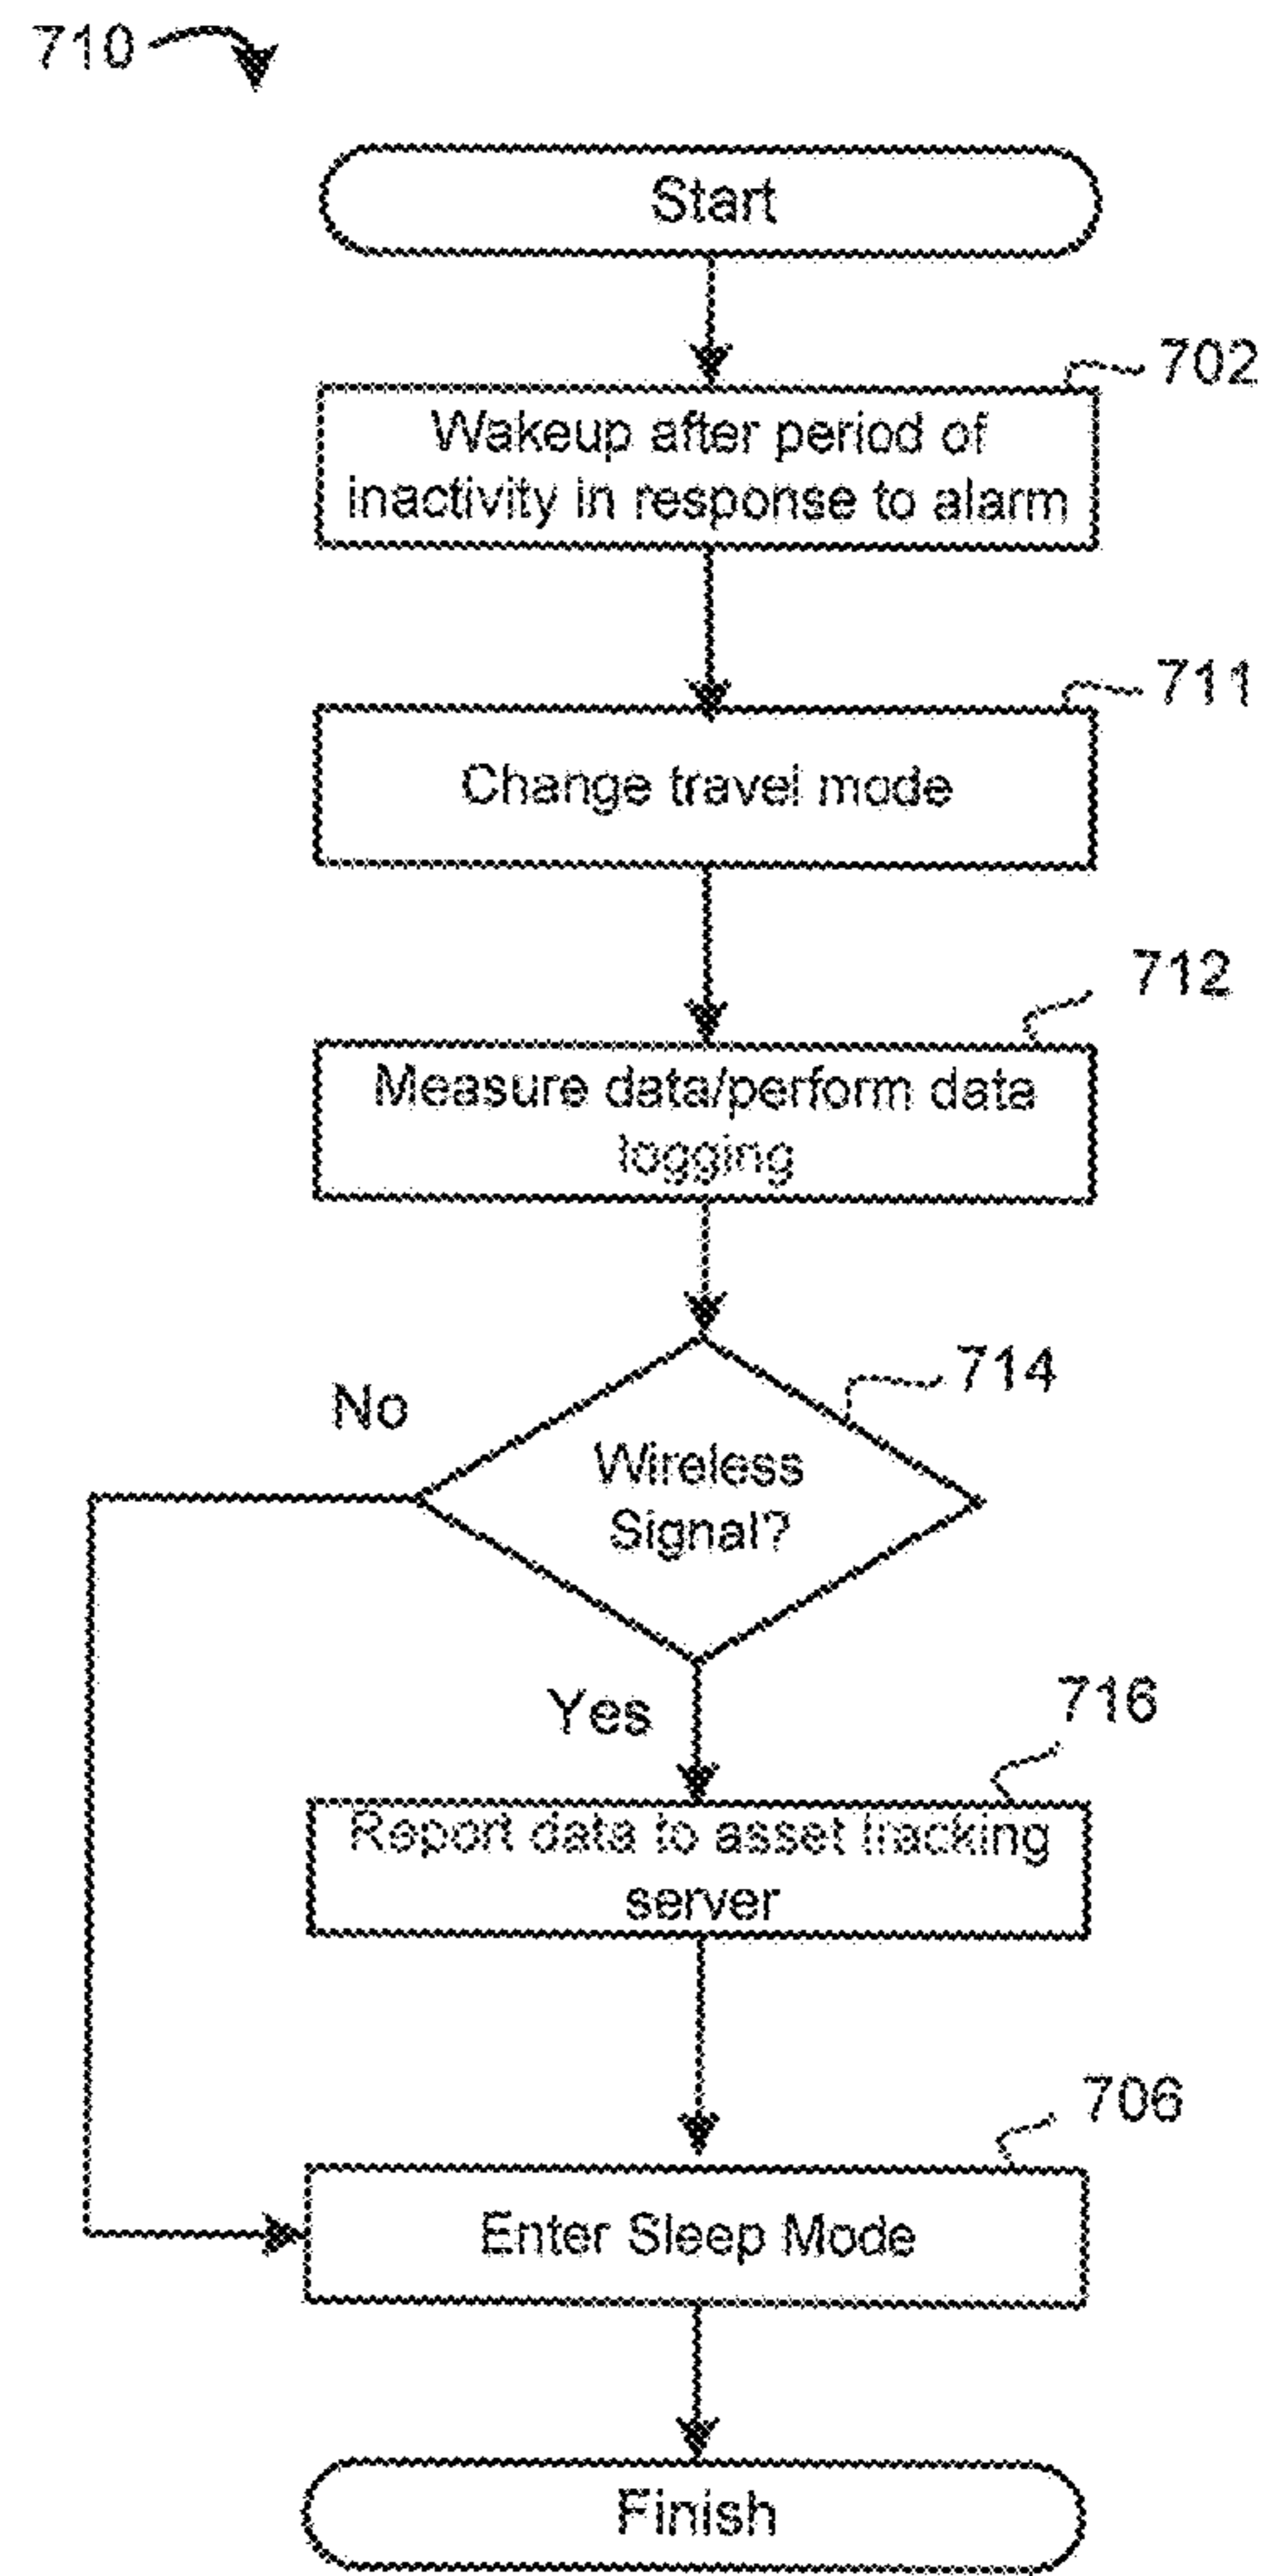 710
Start
702
Wakeup after period of
inactivity in response to alarm
711
Change travel mode
712
Measure data/perform data
logging
714
No
Wireless
Signal?
Yes
716
Report data to asset tracking
server
706
Enter Sleep Mode
Finish